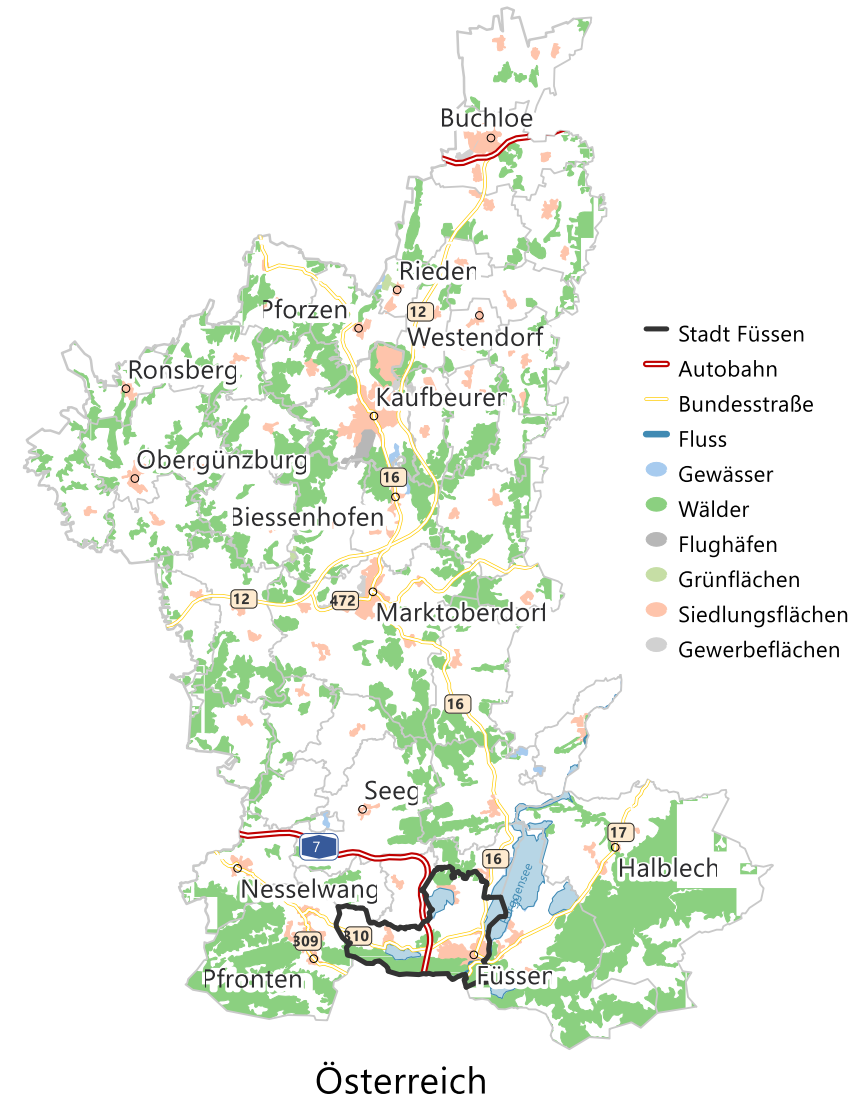 Buchloe
Rieden
12
Pforzen
Westendorf
Ronsberg
Kaufbeuren
Obergünzburg
16
Biessenhofen
12
472
Marktoberdorf
16
Seeg
7
16
17
Halblech
Nesselwang
ggensee
309
310
Pfronten
Füssen
Stadt Füssen
Autobahn
Bundesstraße
Fluss
Gewässer
Wälder
Flughäfen
Grünflächen
Siedlungsflächen
Gewerbeflächen
Österreich